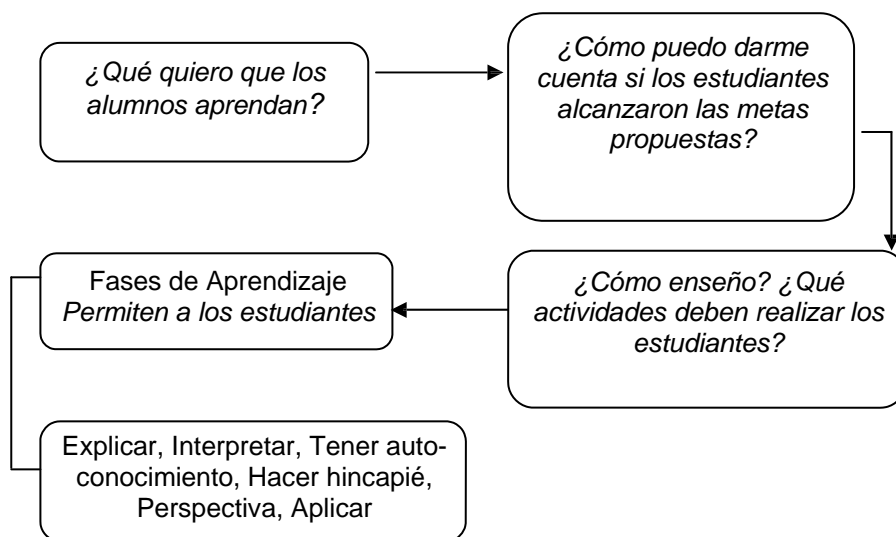 ¿Qué quiero que los
alumnos aprendan?
¿Cómo puedo darme
cuenta si los estudiantes
alcanzaron las metas
propuestas?
¿Cómo enseño? ¿Qué
actividades deben realizar los
estudiantes?
Fases de Aprendizaje
Permiten a los estudiantes
Explicar, Interpretar, Tener auto-
conocimiento, Hacer hincapié,
Perspectiva, Aplicar